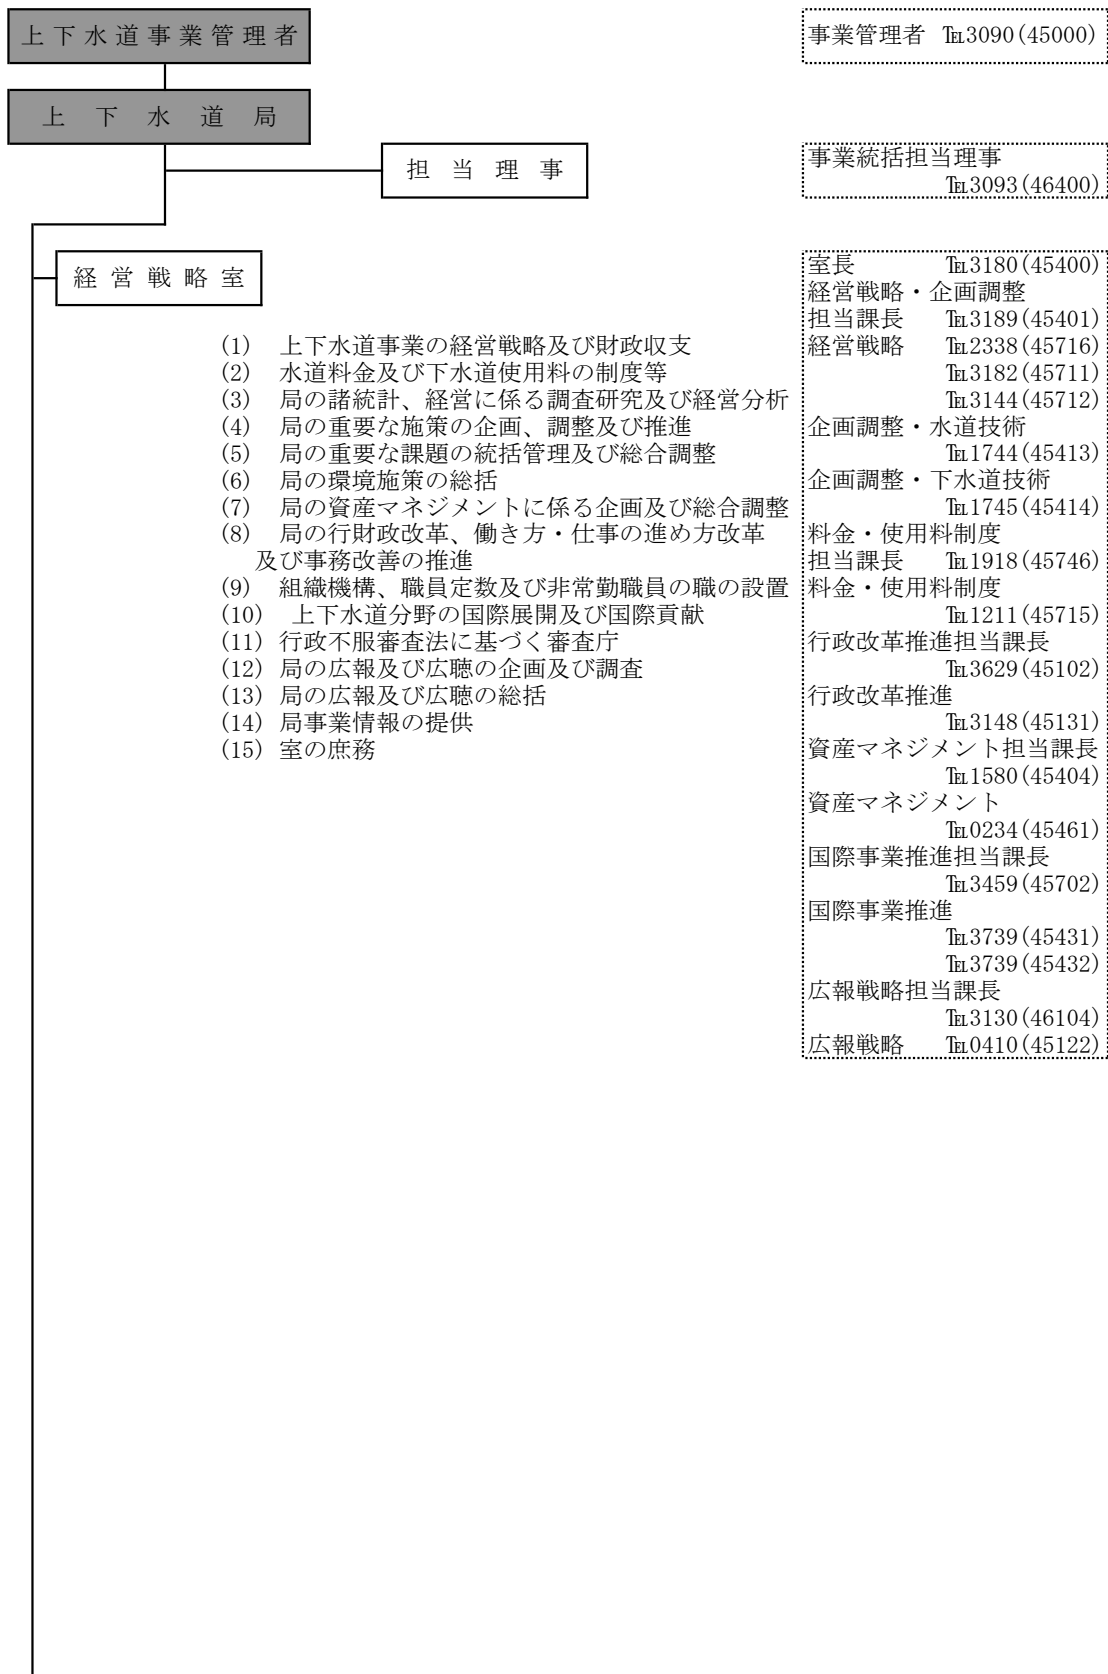 上下水道事業管理者
事業管理者 ℡3090(45000)
上下水道局
担当理事
事業統括担当理事
℡3093(46400)
経営戦略室
(1) 上下水道事業の経営戦略及び財政収支
(2) 水道料金及び下水道使用料の制度等
(3) 局の諸統計、経営に係る調査研究及び経営分析
(4) 局の重要な施策の企画、調整及び推進
(5) 局の重要な課題の統括管理及び総合調整
(6) 局の環境施策の総括
(7) 局の資産マネジメントに係る企画及び総合調整
(8) 局の行財政改革、働き方・仕事の進め方改革
及び事務改善の推進
(9) 組織機構、職員定数及び非常勤職員の職の設置
(10) 上下水道分野の国際展開及び国際貢献
(11) 行政不服審査法に基づく審査庁
(12) 局の広報及び広聴の企画及び調査
(13) 局の広報及び広聴の総括
(14) 局事業情報の提供
(15) 室の庶務
室長 ℡3180(45400)
経営戦略・企画調整
担当課長 ℡3189(45401)
経営戦略 ℡2338(45716)
℡3182(45711)
℡3144(45712)
企画調整・水道技術
℡1744(45413)
企画調整・下水道技術
℡1745(45414)
料金・使用料制度
担当課長 ℡1918(45746)
料金・使用料制度
℡1211(45715)
行政改革推進担当課長
℡3629(45102)
行政改革推進
℡3148(45131)
資産マネジメント担当課長
℡1580(45404)
資産マネジメント
℡0234(45461)
国際事業推進担当課長
℡3459(45702)
国際事業推進
℡3739(45431)
℡3739(45432)
広報戦略担当課長
℡3130(46104)
広報戦略 ℡0410(45122)